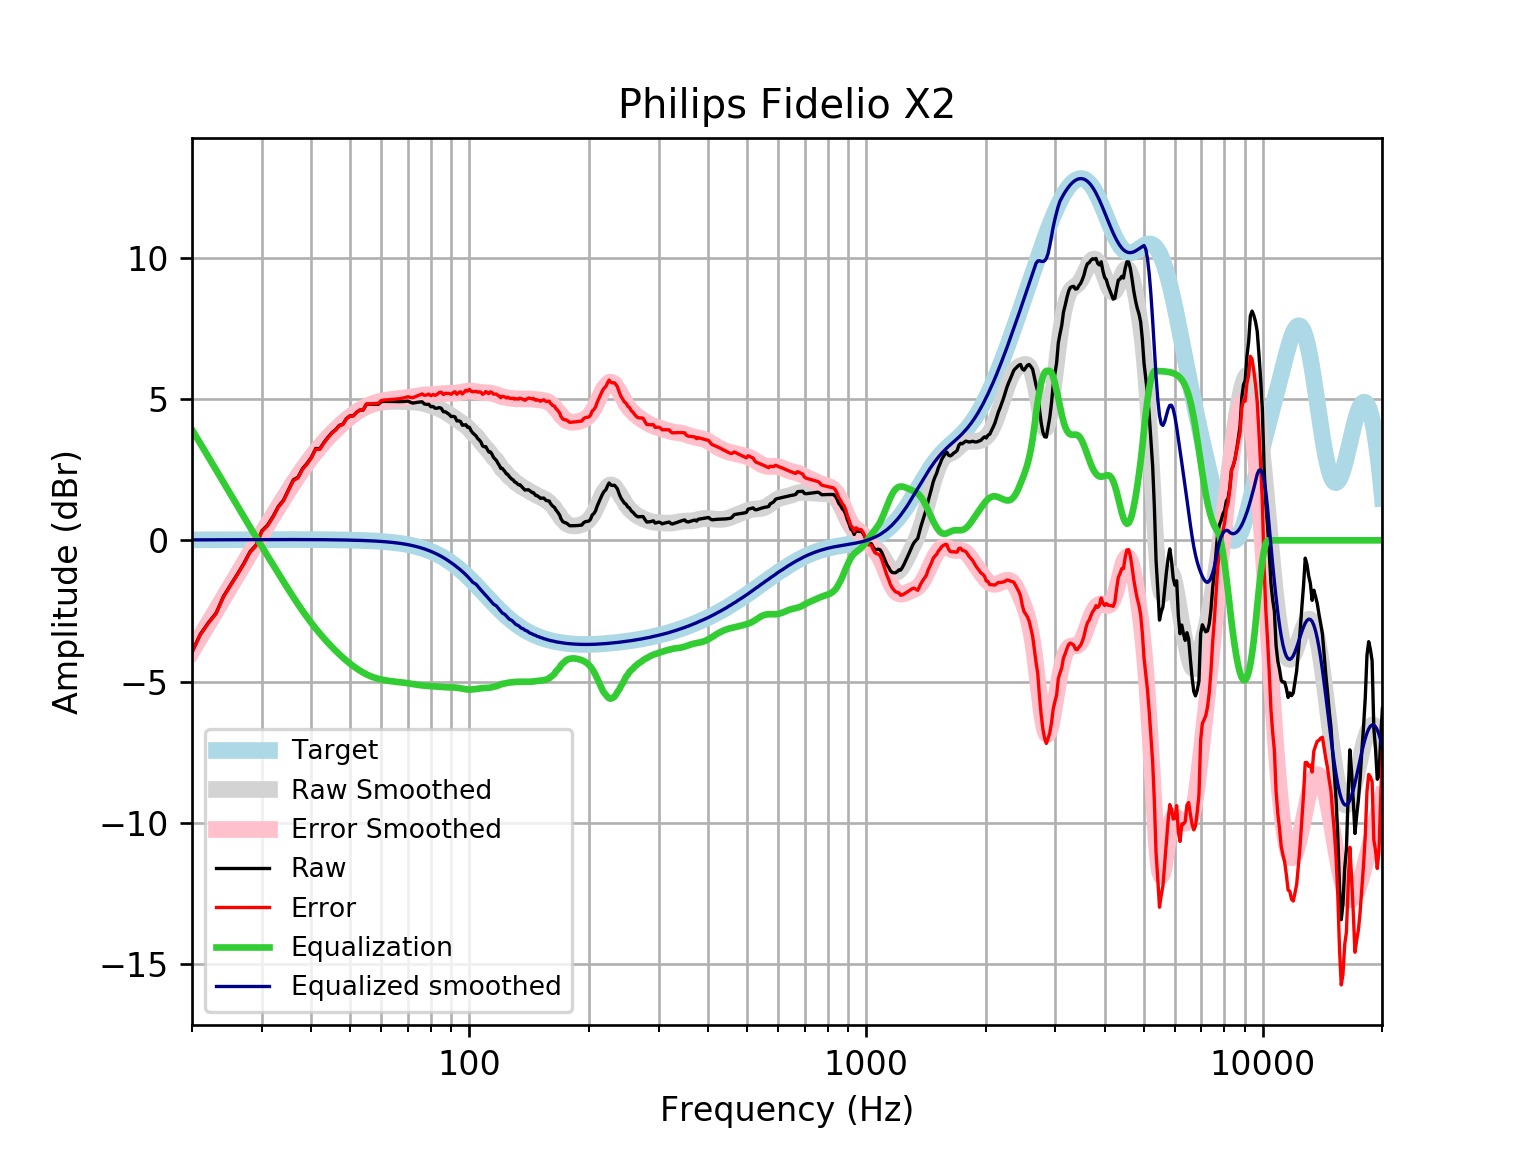 Philips Fidelio X2
Amplitude (dBr)
10
5
0
−5
−10
−15
Target
Raw Smoothed
Error Smoothed
Raw
Error
Equalization
Equalized smoothed
100
1000
10000
Frequency (Hz)